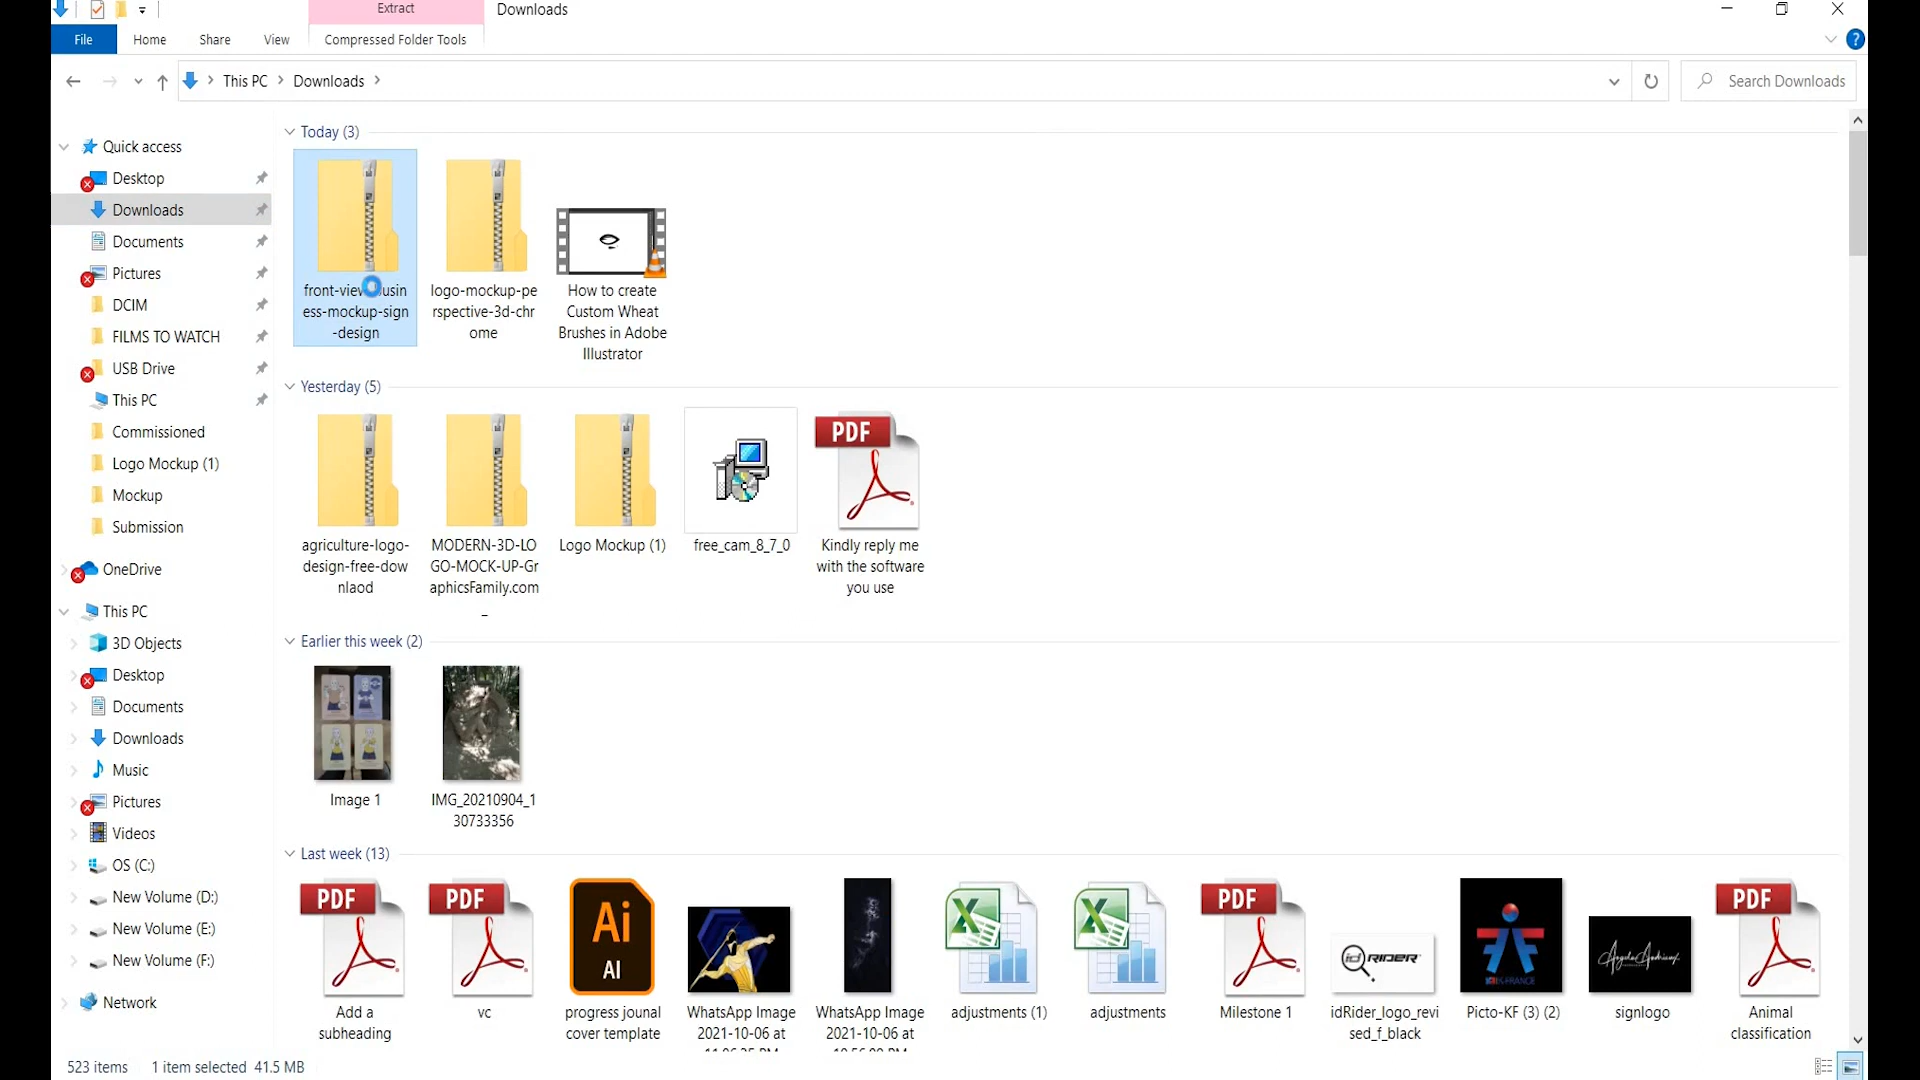 Extract
Downloads
File
Home
Share
View
Compressed Folder Tools
?
This PC
Downloads
Search Downloads
Quick access
Desktop
Downloads
Documents
Pictures
DCIM
FILMS TO WATCH
USB Drive
This PC
Commissioned
Logo Mockup (1)
Mockup
Submission
OneDrive
This PC
3D Objects
Desktop
Documents
Downloads
Music
Pictures
Videos
OS (C:)
New Volume (D:)
New Volume (E:)
New Volume (F:)
Network
Today (3)
front-view-busin
ess-mockup-sign
-design
logo-mockup-pe
rspective-3d-chr
ome
How to create
Custom Wheat
Brushes in Adobe
Illustrator
Yesterday (5)
agriculture-logo-
design-free-dow
nlaod
MODERN-3D-LO
GO-MOCK-UP-Gr
aphicsFamily.com
_
Logo Mockup (1)
free_cam_8_7_0
PDF
Kindly reply me
with the software
you use
Earlier this week (2)
Image 1
IMG_20210904_1
30733356
Last week (13)
PDF
Add a
subheading
PDF
vc
Ai
AI
progress jounal
cover template
WhatsApp Image
2021-10-06 at
WhatsApp Image
2021-10-06 at
adjustments (1)
adjustments
PDF
Milestone 1
id RIDER
idRider_logo_revi
sed_f_black
Picto-KF (3) (2)
signlogo
PDF
Animal
classification
523 items
1 item selected
41.5 MB